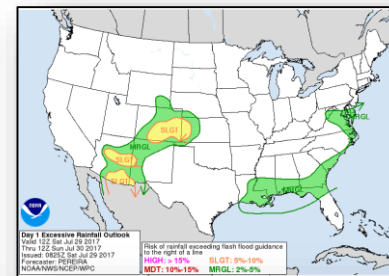 MRGL
SLGT
MRGL
SLGT
SLGT
MRGL
NOAA
Day 1 Excessive Rainfall Outlook
Valid 12Z Sat Jul 29 2017
Thru 12Z Sun Jul 30 2017
Issued: 0825Z Sat Jul 29 2017
Forecaster: PEREIRA
NOAA/NWS/NCEP/WPC
Risk of rainfall exceeding flash flood guidance
to the right of a line
HIGH: > 15% SLGT: 5%-10%
MDT: 10%-15% MRGL: 2%-5%